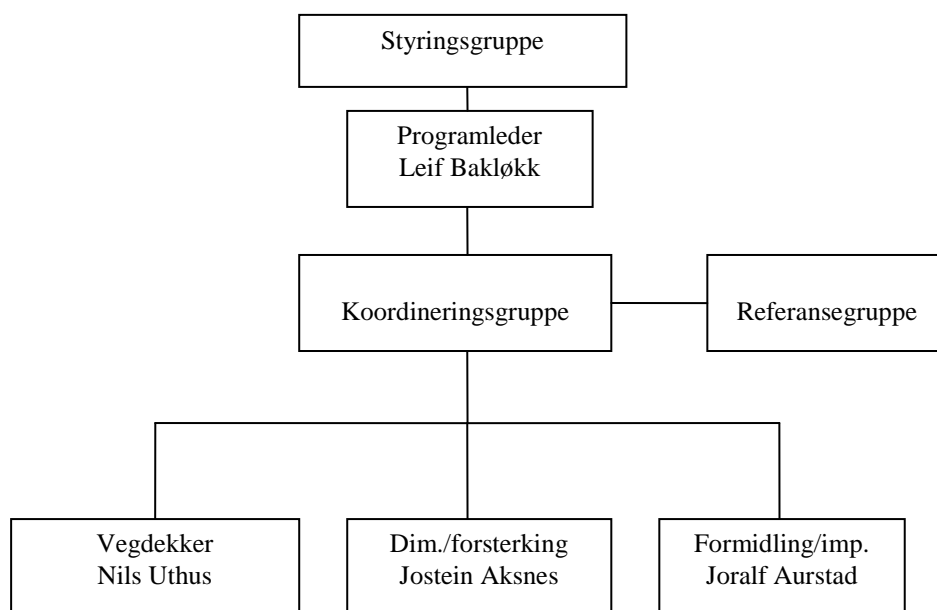 Styringsgruppe
Programleder
Leif Bakløkk
Koordineringsgruppe
Referansegruppe
Vegdekker
Nils Uthus
Dim./forsterking
Jostein Aksnes
Formidling/imp.
Joralf Aurstad